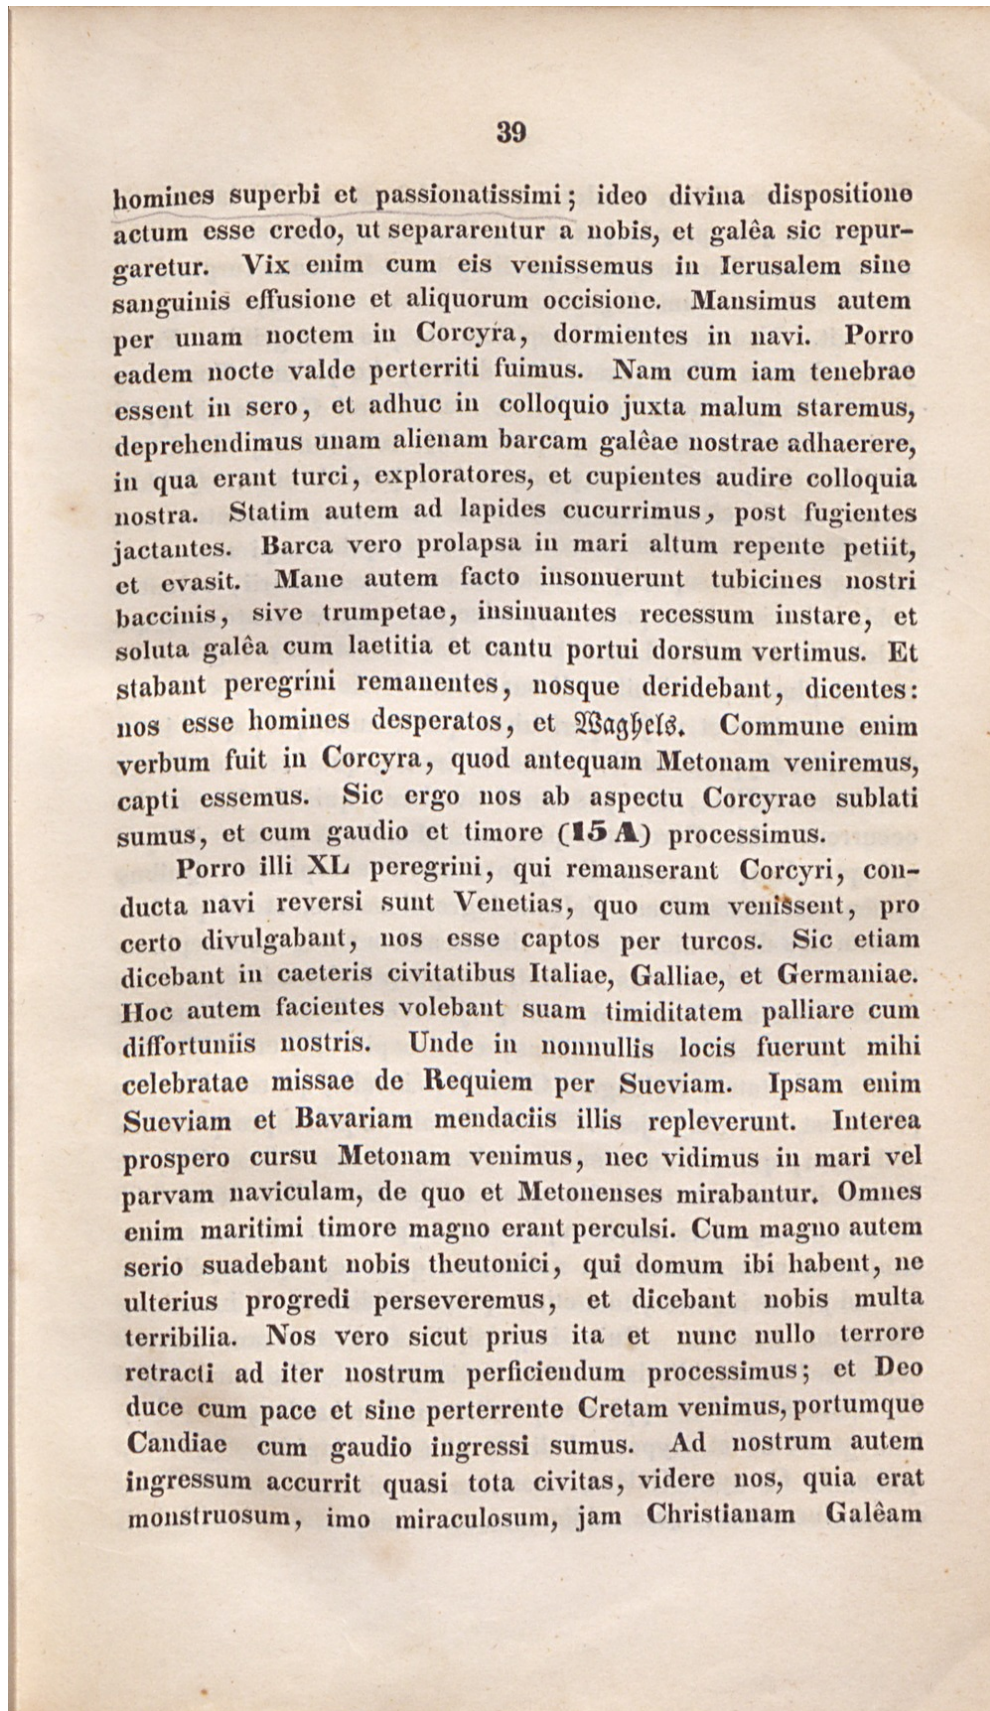 39
homines superbi et passionatissimi; ideo divina dispositione
actum esse credo, ut separarentur a nobis, et galêa sic repur-
garetur. Vix enim cum eis venissemus in Ierusalem sine
sanguinis effusione et aliquorum occisione. Mansimus autem
per unam noctem in Corcyra, dormientes in navi. Porro
eadem nocte valde perterriti fuimus. Nam cum iam tenebrae
essent in sero, et adhuc in colloquio juxta malum staremus,
deprehendimus unam alienam barcam galêae nostrae adhaerere,
in qua erant turci, exploratores, et cupientes audire colloquia
nostra. Statim autem ad lapides cucurrimus, post fugientes
jactantes. Barca vero prolapsa in mari altum repente petiit,
et evasit. Mane autem facto insonuerunt tubicines nostri
baccinis, sive trumpetae, insinuantes recessum instare, et
soluta galêa cum laetitia et cantu portui dorsum vertimus. Et
stabant peregrini remanentes, nosque deridebant, dicentes:
nos esse homines desperatos, et Waghels. Commune enim
verbum fuit in Corcyra, quod antequam Metonam veniremus,
capti essemus. Sic ergo nos ab aspectu Corcyrae sublati
sumus, et cum gaudio et timore (15 A) processimus.
Porro illi XL peregrini, qui remanserant Corcyri, con-
ducta navi reversi sunt Venetias, quo cum venissent, pro
certo divulgabant, nos esse captos per turcos. Sic etiam
dicebant in caeteris civitatibus Italiae, Galliae, et Germaniae.
Hoc autem facientes volebant suam timiditatem palliare cum
diffortuniis nostris. Unde in nonnullis locis fuerunt mihi
celebratae missae de Requiem per Sueviam. Ipsam enim
Sueviam et Bavariam mendaciis illis repleverunt. Interea
prospero cursu Metonam venimus, nec vidimus in mari vel
parvam naviculam, de quo et Metonenses mirabantur. Omnes
enim maritimi timore magno erant perculsi. Cum magno autem
serio suadebant nobis theutonici, qui domum ibi habent, ne
ulterius progredi perseveremus, et dicebant nobis multa
terribilia. Nos vero sicut prius ita et nunc nullo terrore
retracti ad iter nostrum perficiendum processimus; et Deo
duce cum pace et sine perterrente Cretam venimus, portumque
Candiae cum gaudio ingressi sumus. Ad nostrum autem
ingressum accurrit quasi tota civitas, videre nos, quia erat
monstruosum, imo miraculosum, jam Christianam Galêam